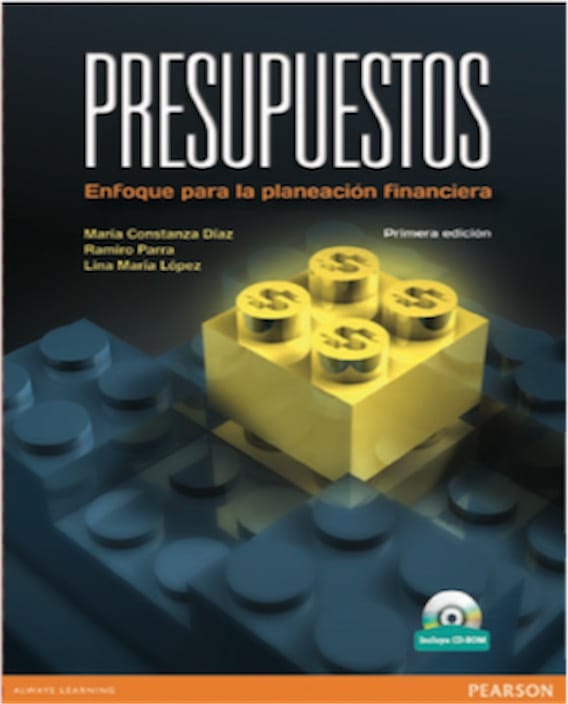 PRESUPUESTOS
Enfoque para la planeación financiera
María Constanza Díaz
Ramiro Parra
Lina María López
Primera edición
$ $
$ $
Incluye CD-ROM
ALWAYS LEARNING
PEARSON